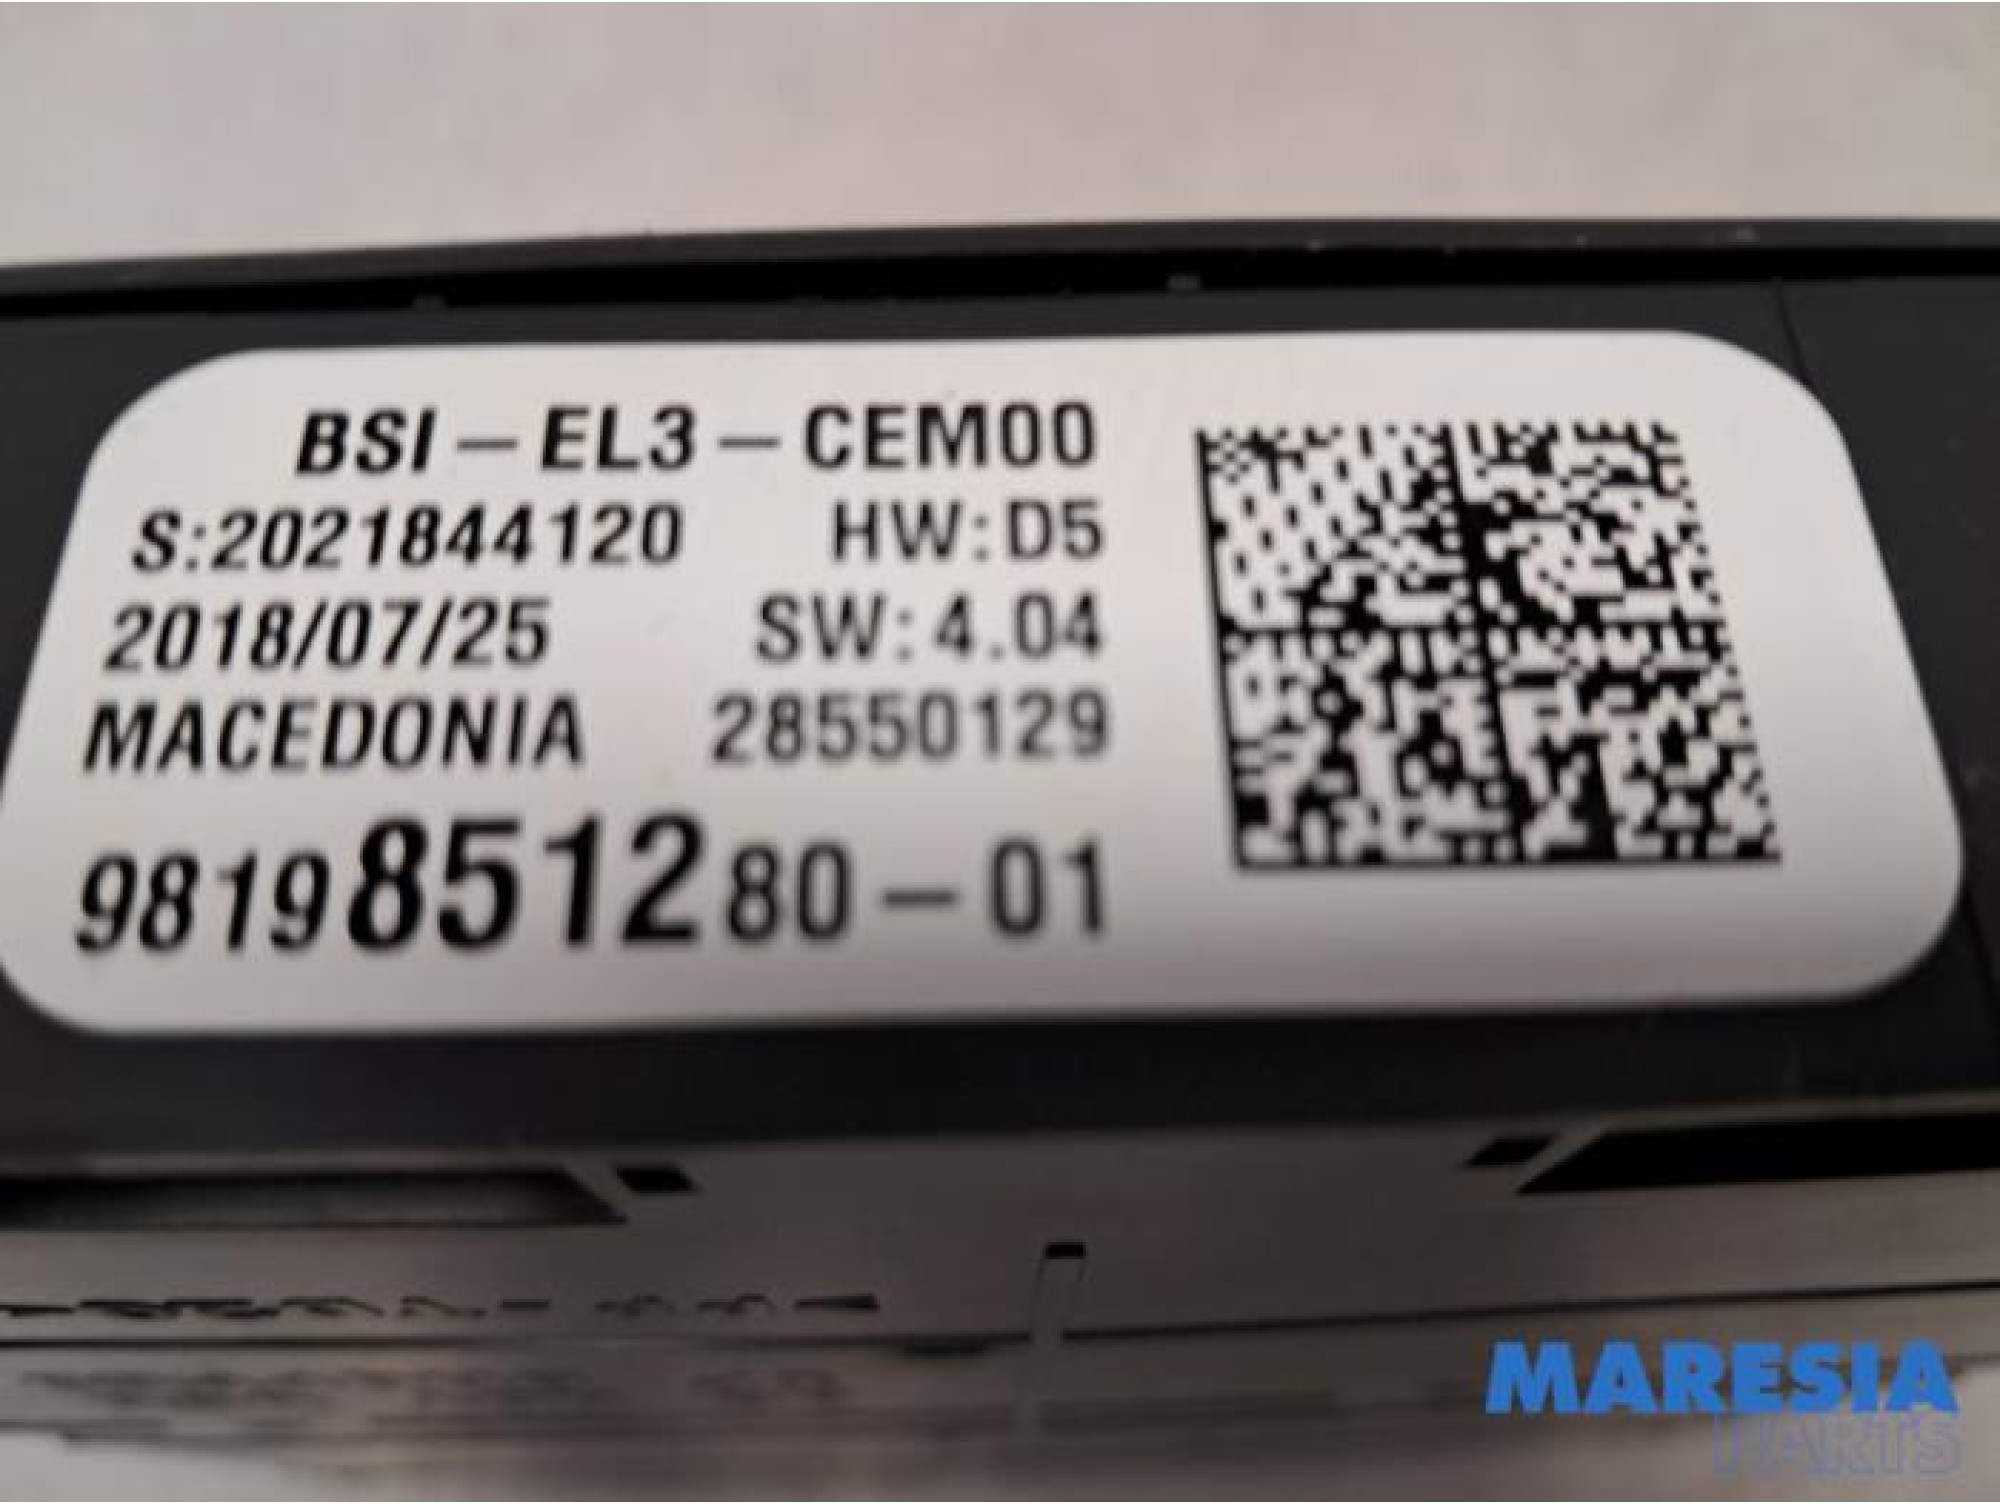 BSI-EL3-CEM00
S:2021844120 HW:D5
2018/07/25 SW:4.04
MACEDONIA 28550129
9819851280-01
MARESIA
PARTS